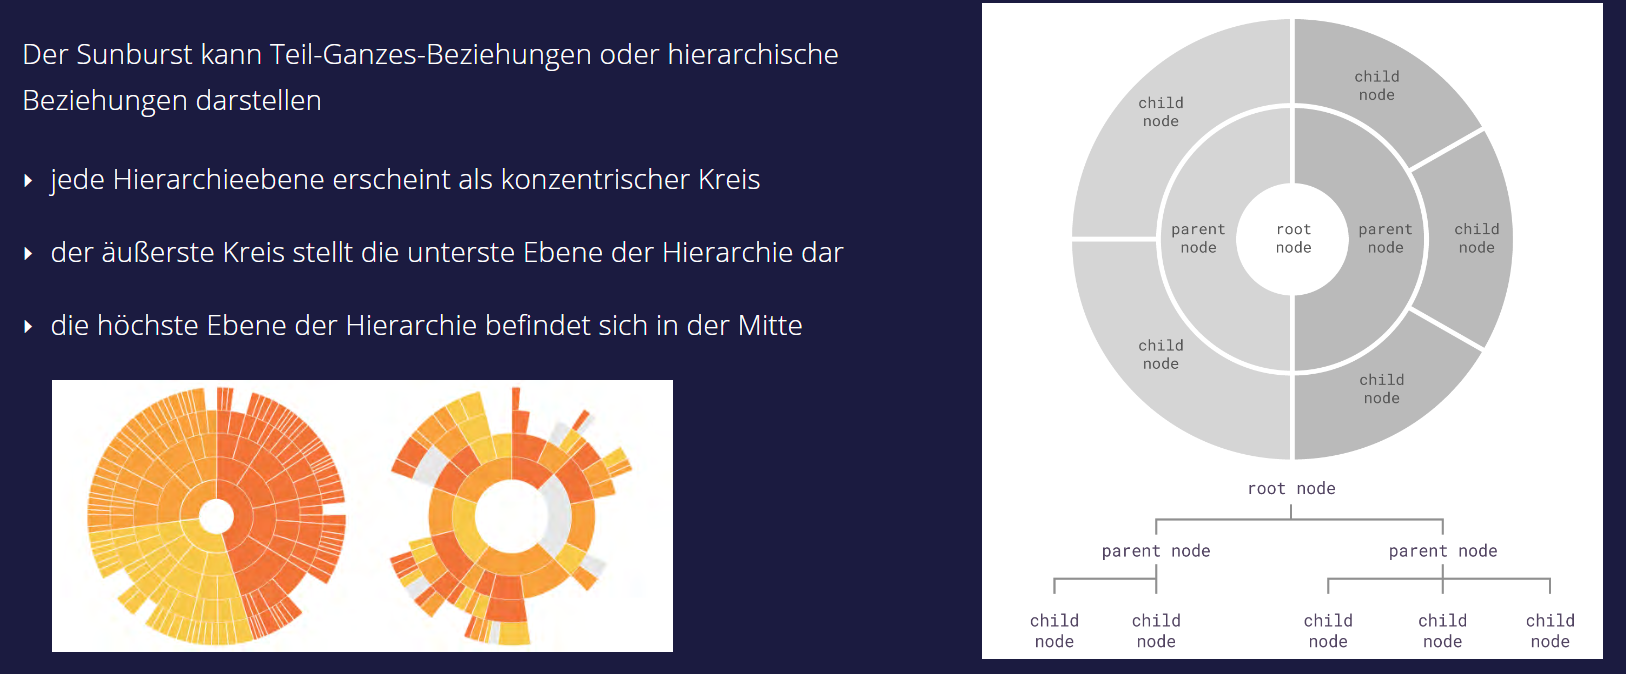 Der Sunburst kann Teil-Ganzes-Beziehungen oder hierarchische
Beziehungen darstellen
jede Hierarchieebene erscheint als konzentrischer Kreis
der äußerste Kreis stellt die unterste Ebene der Hierarchie dar
die höchste Ebene der Hierarchie befindet sich in der Mitte
child
node
child
node
parent
node
root
node
parent
node
child
node
child
node
child
node
root node
parent node
parent node
child
node
child
node
child
node
child
node
child
node